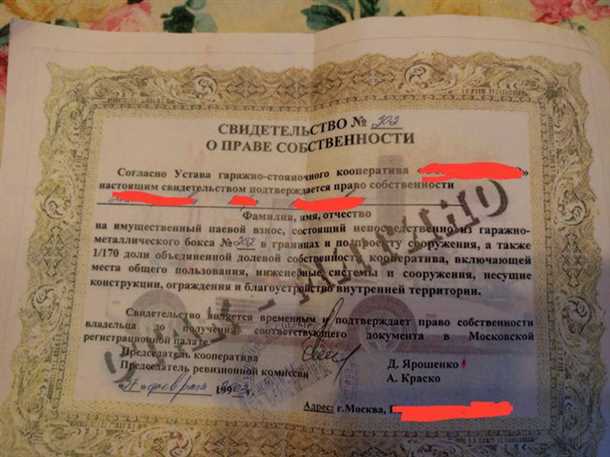 СВИДЕТЕЛЬСТВО № 202
О ПРАВЕ СОБСТВЕННОСТИ
Согласно Устава гаражно-стояночного кооператива »
настоящим свидетельством подтверждается право собственности
Фамилия, имя, отчество
на имущественный паевой взнос, состоящий непосредственно из гаражно-
металлического бокса № 202 в границах и по проекту сооружения, а также
1/170 доли объединенной долевой собственности кооператива, включающей
места общего пользования, инженерные системы и сооружения, несущие
конструкции, ограждения и благоустройство внутренней территории.
Свидетельство является временным и подтверждает право собственности
владельца до получения соответствующего документа в Московской
регистрационной палате.
Председатель кооператива Д. Ярошенко
Председатель ревизионной комиссии А. Краско
февраля г.
Адрес: г.Москва,